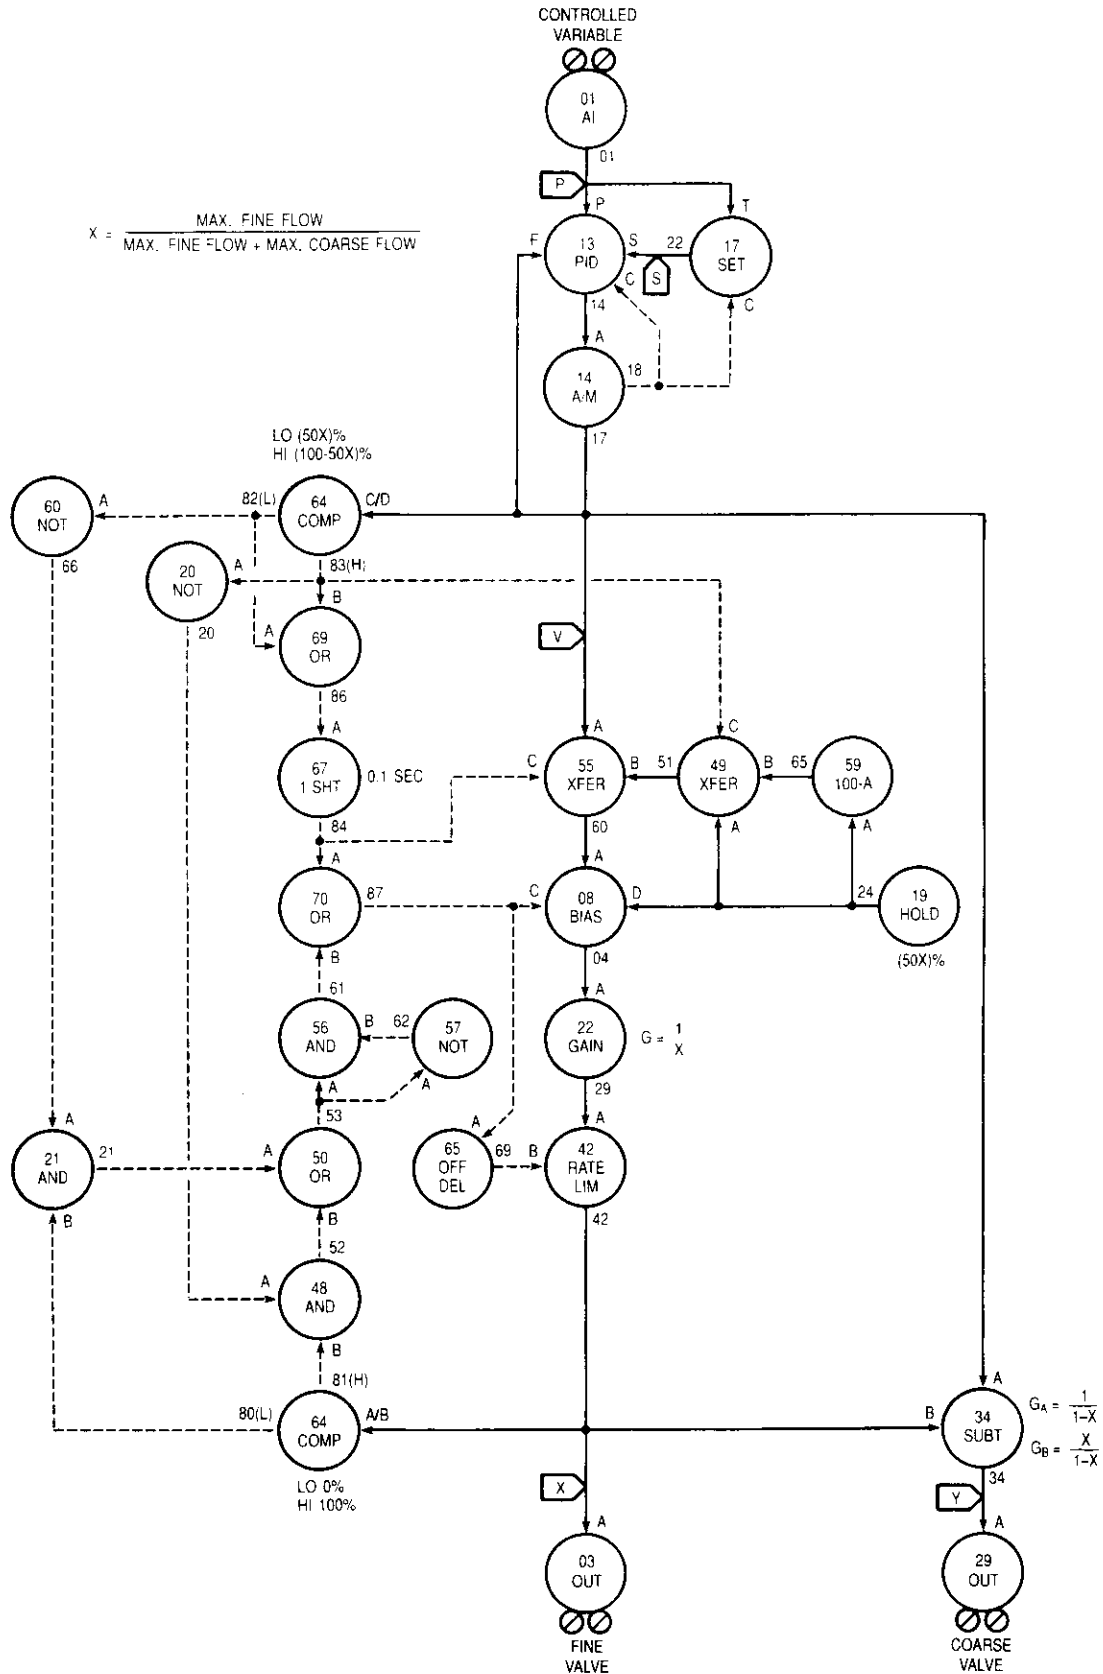 CONTROLLED
VARIABLE
01
AI
01
P
P
T
X = MAX. FINE FLOW
MAX. FINE FLOW + MAX. COARSE FLOW
F
13
PID
S
22
S
17
SET
C
C
14
A
14
A/M
18
17
LO (50X)%
HI (100-50X)%
60
NOT
A
82(L)
64
COMP
C/D
66
20
NOT
A
83(H)
B
20
A
69
OR
V
86
A
A
C
67
1 SHT
0.1 SEC
C
55
XFER
B
51
49
XFER
B
65
59
100-A
84
60
A
A
A
A
70
OR
87
C
08
BIAS
D
24
19
HOLD
(50X)%
B
04
61
A
56
AND
B
62
57
NOT
22
GAIN
G = 1
X
A
A
29
53
A
A
A
21
AND
21
A
50
OR
65
OFF
DEL
69
B
42
RATE
LIM
B
B
42
52
A
48
AND
B
81(H)
A
80(L)
64
COMP
A/B
B
34
SUBT
GA = 1
1-X
GB = X
1-X
LO 0%
HI 100%
34
X
Y
A
A
03
OUT
29
OUT
FINE
VALVE
COARSE
VALVE